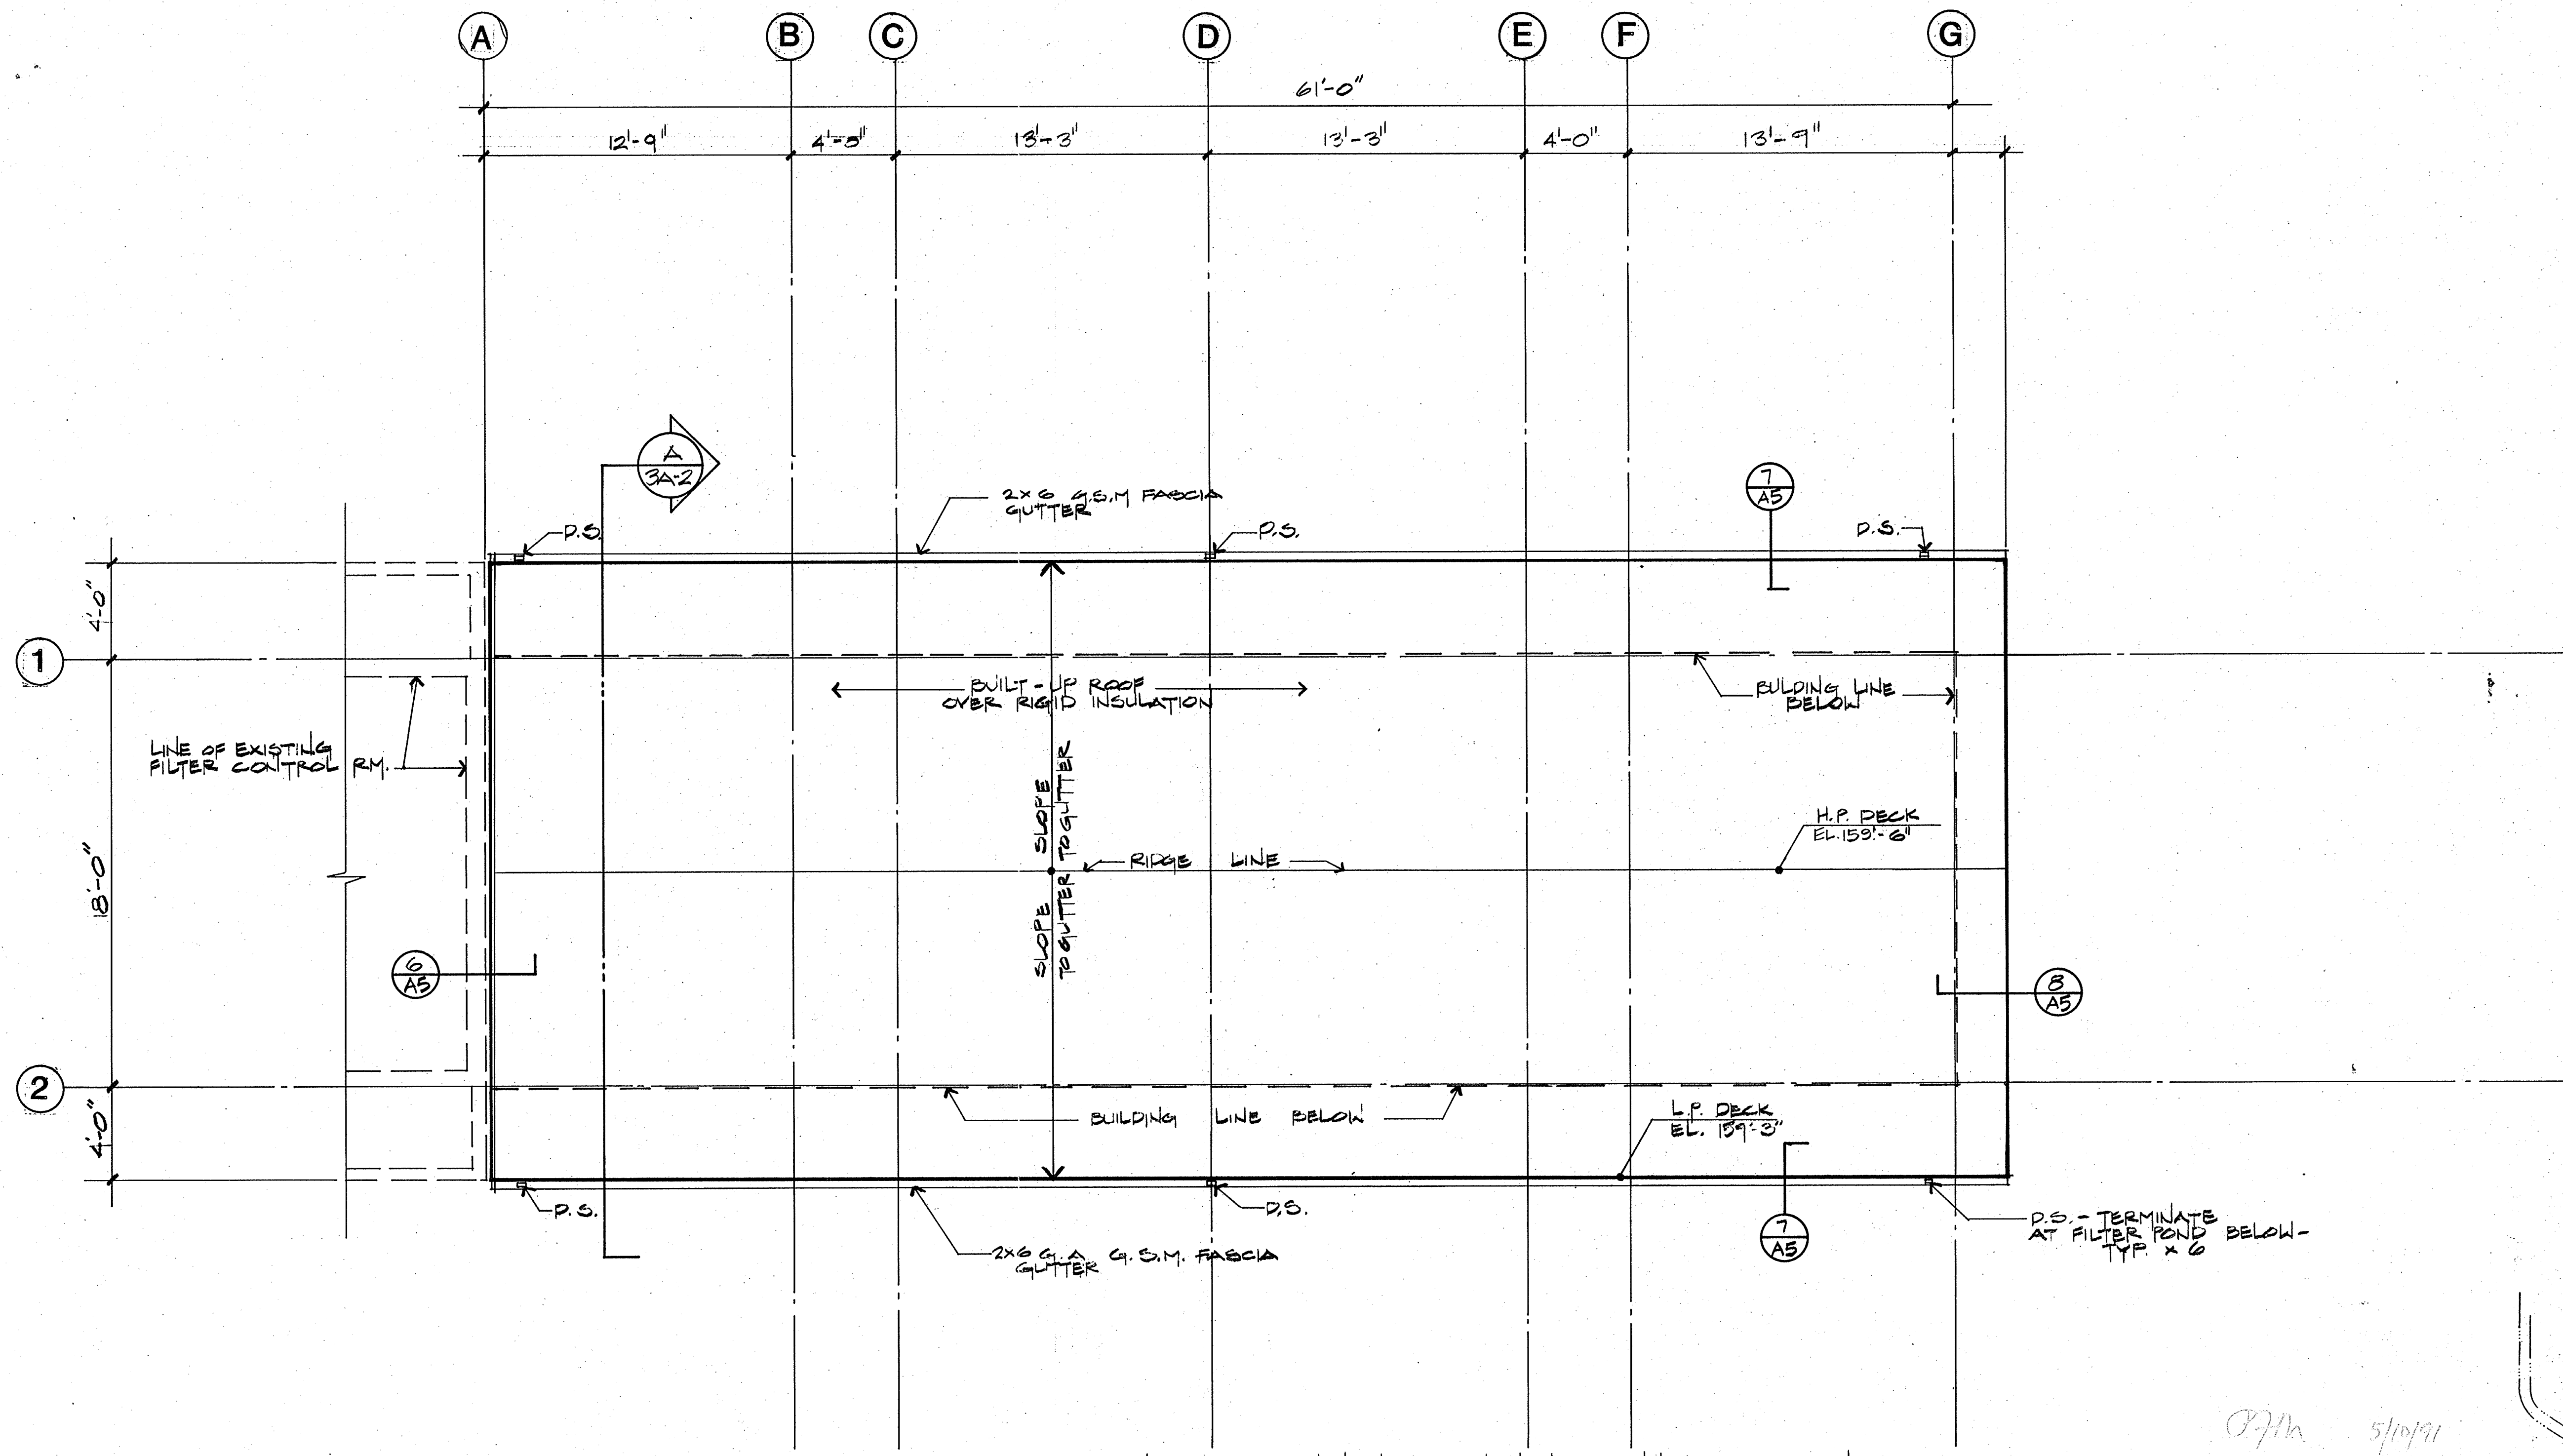 A B C D E F G
61'-0"
12'-9" 4'-3" 13'-3" 13'-3" 4'-0" 13'-9"
A
3A-2
7
A5
2x6 G.S.M FASCIA
GUTTER
D.S.
D.S.
D.S.
4'-0"
1
BUILT-UP ROOF
OVER RIGID INSULATION
BULDING LINE
BELOW
LINE OF EXISTING
FILTER CONTROL RM.
SLOPE
TO GUTTER
H.P. DECK
EL.159'-6"
RIDGE LINE
18'-0"
SLOPE
TO GUTTER
6
A5
8
A5
2
BUILDING LINE BELOW
L.P. DECK
EL. 159'-3"
4'-0"
D.S.
D.S.
7
A5
D.S. - TERMINATE
AT FILTER POND BELOW-
TYP. x 6
2x6 G.A. G.S.M. FASCIA
GUTTER
5/10/91